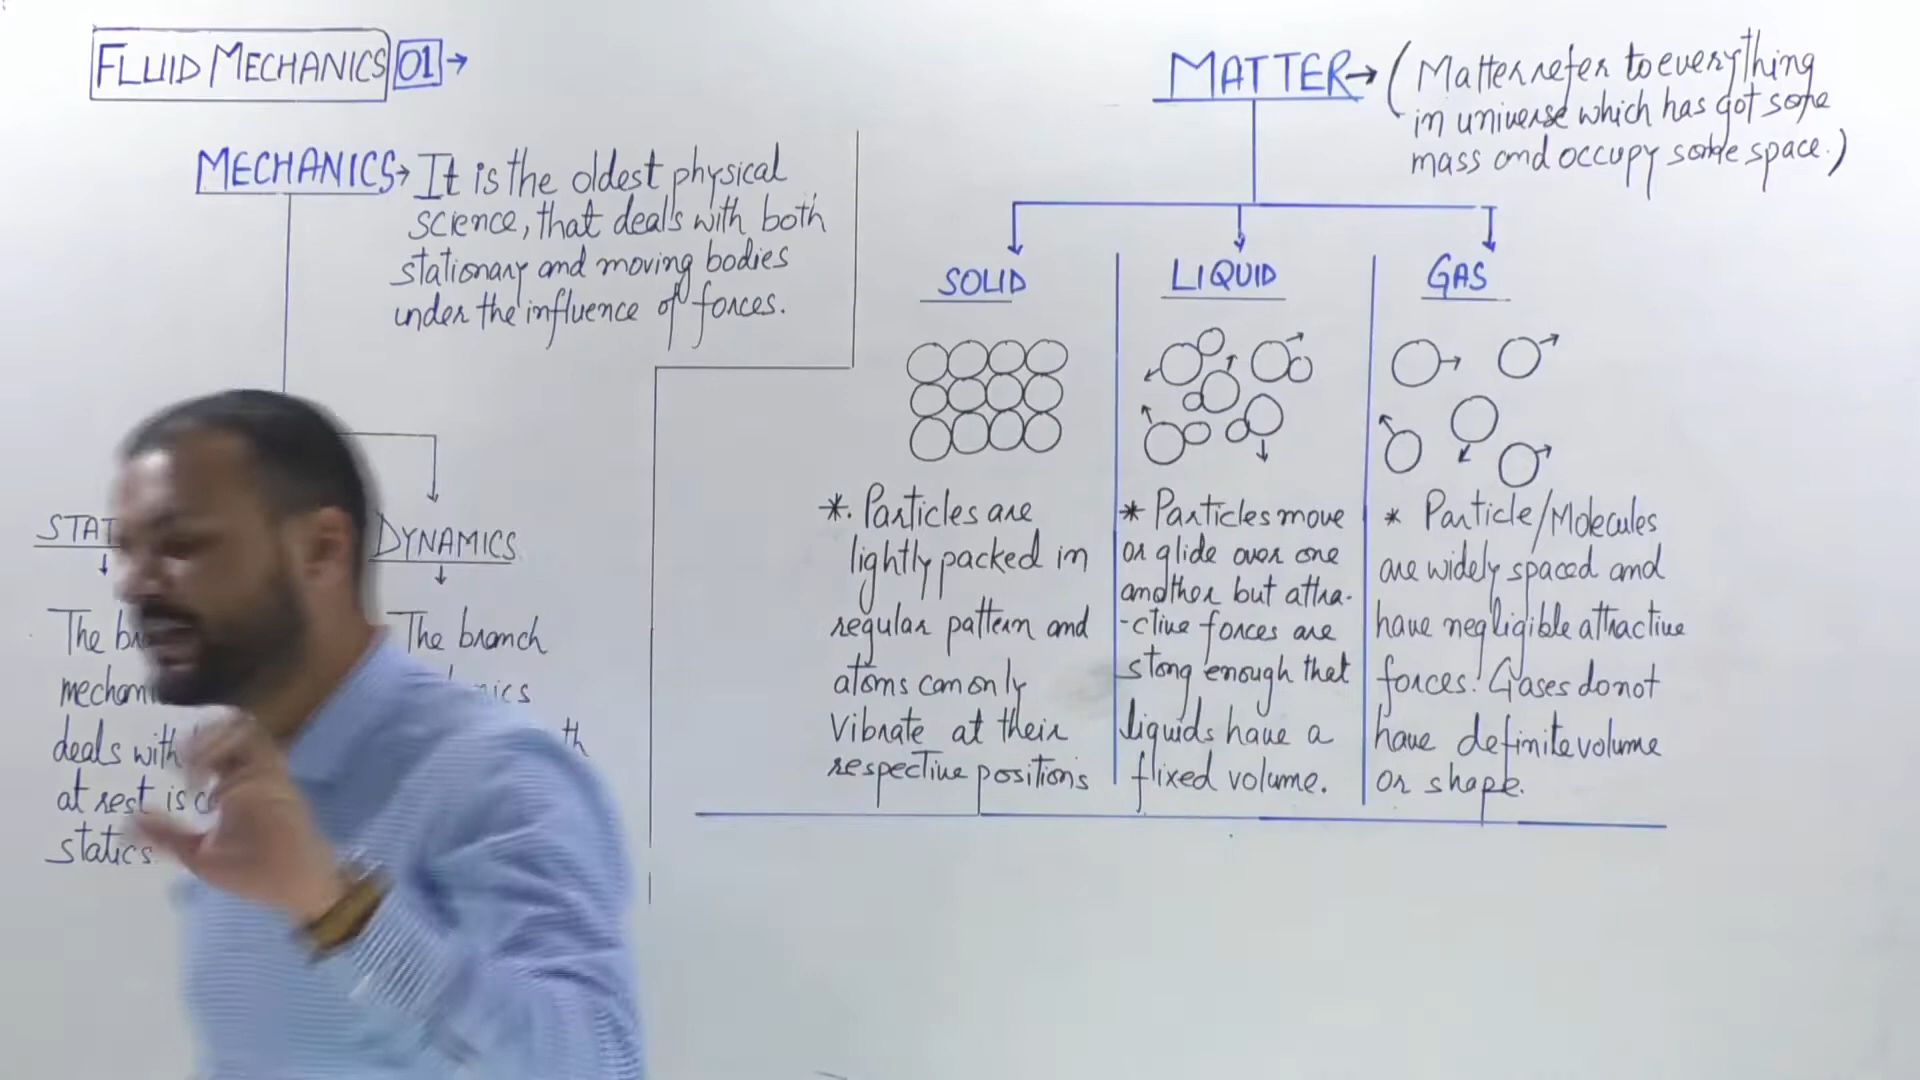 FLUID MECHANICS 01 →
MECHANICS → It is the oldest physical
science, that deals with both
stationary and moving bodies
under the influence of forces.
STAT
The
deals with
at rest is
statics
DYNAMICS
The branch
MATTER → (Matter refer to everything
in universe which has got some
mass and occupy some space.)
SOLID
*. Particles are
lightly packed in
regular pattern and
atoms can only
Vibrate at their
respective positions
LIQUID
* Particles move
or glide over one
another but attra-
-ctive forces are
stong enough that
liquids have a
flixed volume.
GAS
* Particle/Molecules
are widely spaced and
have negligible attractive
forces. Gases do not
have definite volume
or shape.